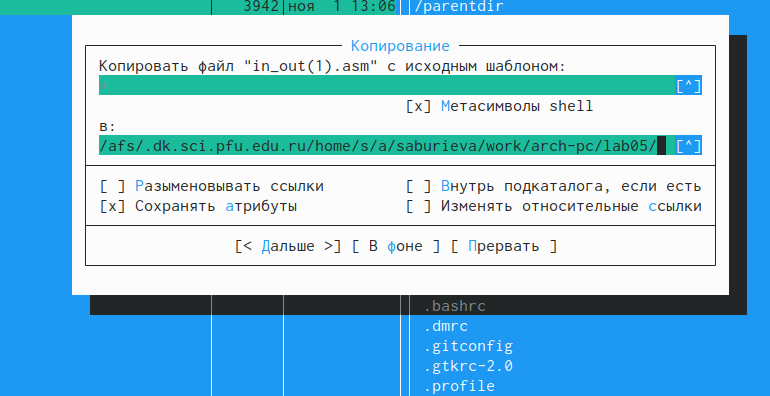 3942 ноя 1 13:06 /parentdir
Копирование
Копировать файл "in_out(1).asm" с исходным шаблоном:
* [^]
[x] Метасимволы shell
в:
/afs/.dk.sci.pfu.edu.ru/home/s/a/saburieva/work/arch-pc/lab05/ [^]
[ ] Разыменовывать ссылки [ ] Внутрь подкаталога, если есть
[x] Сохранять атрибуты [ ] Изменять относительные ссылки
[< Дальше >] [ В фоне ] [ Прервать ]
.bashrc
.dmrc
.gitconfig
.gtkrc-2.0
.profile